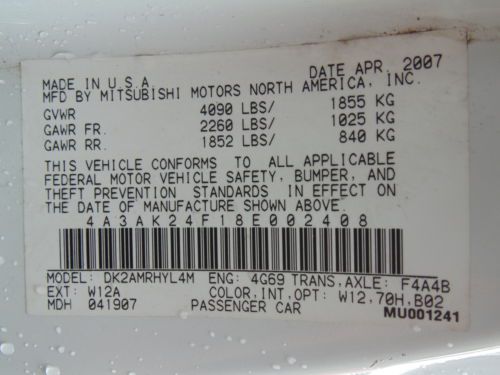 DATE APR, 2007
MADE IN U.S.A
MFD BY MITSUBISHI MOTORS NORTH AMERICA, INC.
GVWR 4090 LBS/ 1855 KG
GAWR FR. 2260 LBS/ 1025 KG
GAWR RR. 1852 LBS/ 840 KG
THIS VEHICLE CONFORMS TO ALL APPLICABLE
FEDERAL MOTOR VEHICLE SAFETY, BUMPER, AND
THEFT PREVENTION STANDARDS IN EFFECT ON
THE DATE OF MANUFACTURE SHOWN ABOVE.
4A3AK24F18E002408
MODEL: DK2AMRHYL4M ENG: 4G69 TRANS,AXLE: F4A4B
EXT: W12A COLOR,INT,OPT: W12,70H,B02
MDH 041907 PASSENGER CAR
MU001241